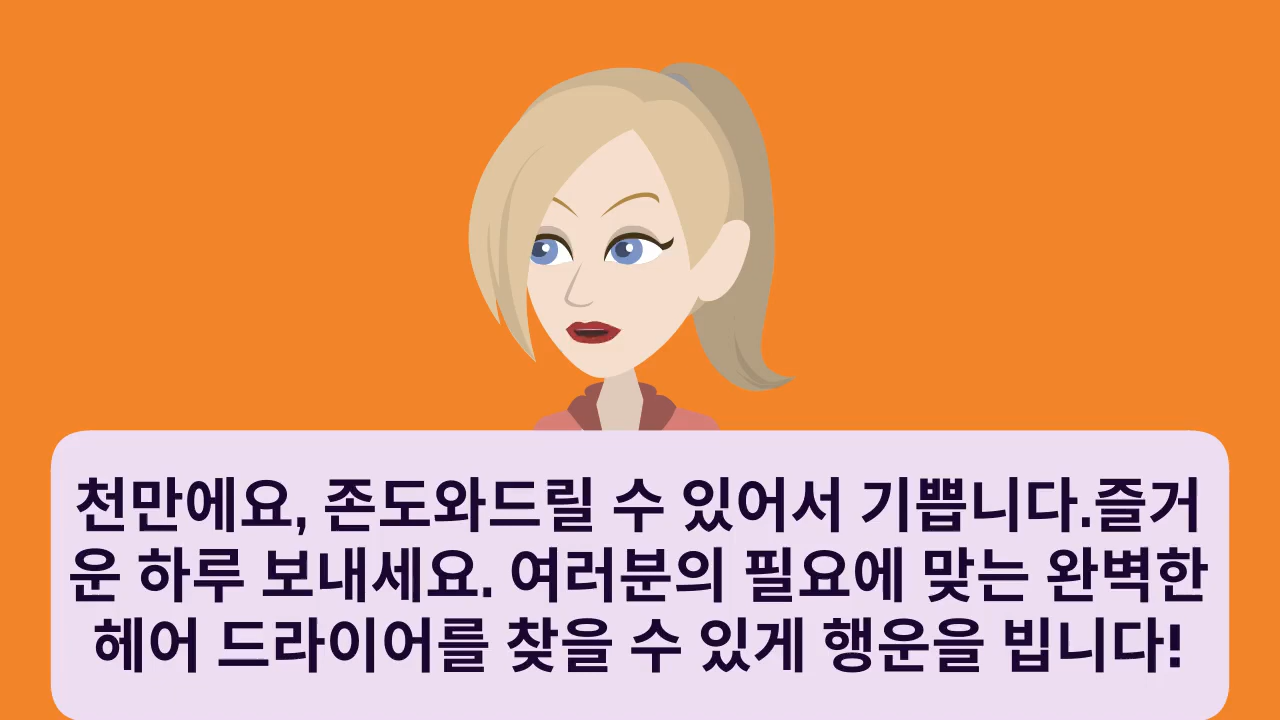 천만에요, 존도와드릴 수 있어서 기쁩니다.즐거
운 하루 보내세요. 여러분의 필요에 맞는 완벽한
헤어 드라이어를 찾을 수 있게 행운을 빕니다!